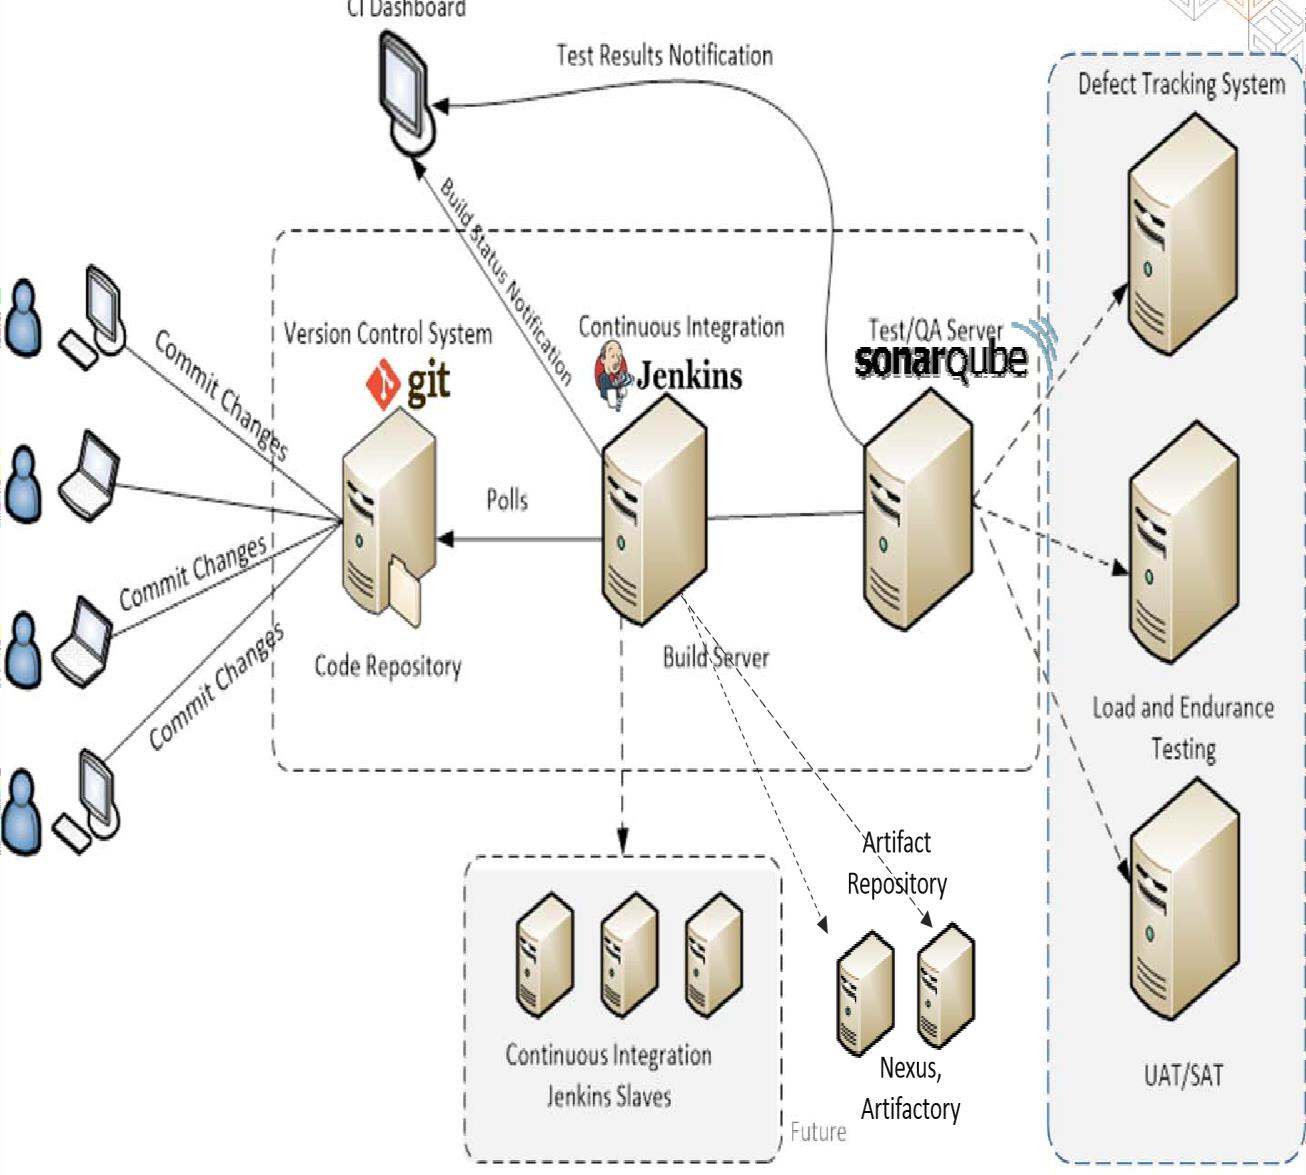 CI Dashboard
Test Results Notification
Defect Tracking System
Build Status Notification
Version Control System
git
Continuous Integration
Jenkins
Test/QA Server
sonarqube
Commit Changes
Polls
Commit Changes
Commit Changes
Code Repository
Build Server
Load and Endurance
Testing
Artifact
Repository
Continuous Integration
Jenkins Slaves
Nexus,
Artifactory
UAT/SAT
Future